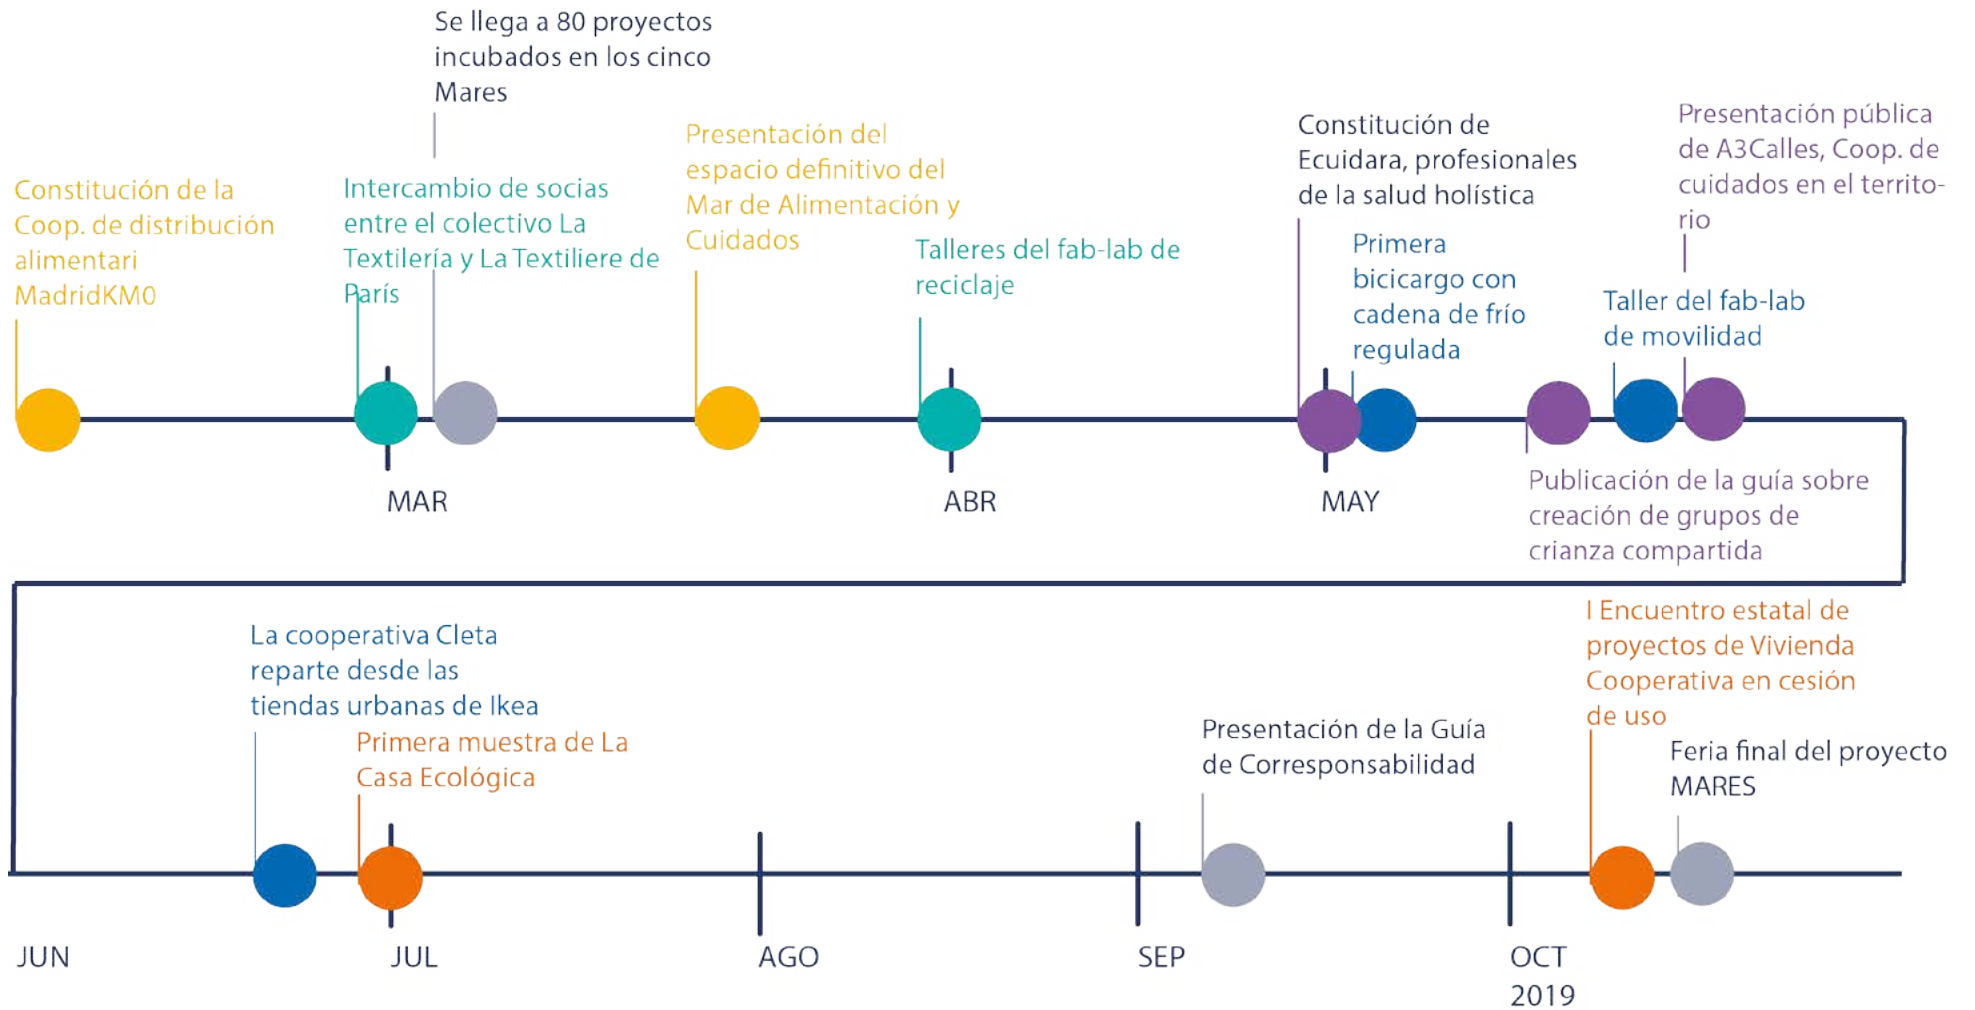 Se llega a 80 proyectos
incubados en los cinco
Mares
Constitución de la
Coop. de distribución
alimentari
MadridKM0
Intercambio de socias
entre el colectivo La
Textilería y La Textiliere de
París
Presentación del
espacio definitivo del
Mar de Alimentación y
Cuidados
Talleres del fab-lab de
reciclaje
Constitución de
Ecuidara, profesionales
de la salud holística
Primera
bicicargo con
cadena de frío
regulada
Presentación pública
de A3Calles, Coop. de
cuidados en el territo-
rio
Taller del fab-lab
de movilidad
MAR
ABR
MAY
Publicación de la guía sobre
creación de grupos de
crianza compartida
La cooperativa Cleta
reparte desde las
tiendas urbanas de Ikea
Primera muestra de La
Casa Ecológica
Presentación de la Guía
de Corresponsabilidad
I Encuentro estatal de
proyectos de Vivienda
Cooperativa en cesión
de uso
Feria final del proyecto
MARES
JUN
JUL
AGO
SEP
OCT
2019